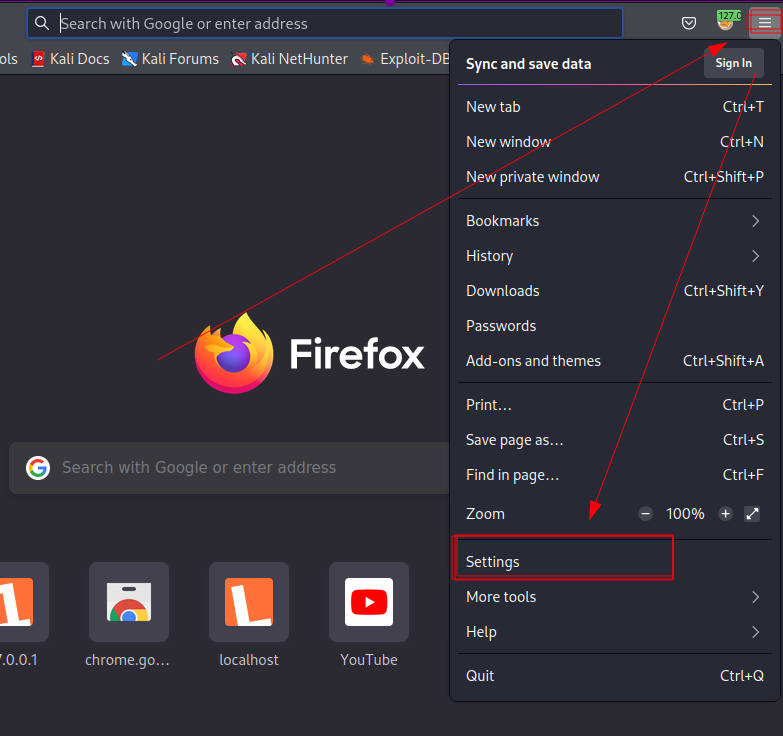 Search with Google or enter address
127.0
ols Kali Docs Kali Forums Kali NetHunter Exploit-DB
Sync and save data Sign In
New tab Ctrl+T
New window Ctrl+N
New private window Ctrl+Shift+P
Bookmarks
History
Downloads Ctrl+Shift+Y
Passwords
Add-ons and themes Ctrl+Shift+A
Print… Ctrl+P
Save page as… Ctrl+S
Find in page… Ctrl+F
Zoom 100%
Settings
More tools
Help
Quit Ctrl+Q
Firefox
Search with Google or enter address
7.0.0.1 chrome.go… localhost YouTube